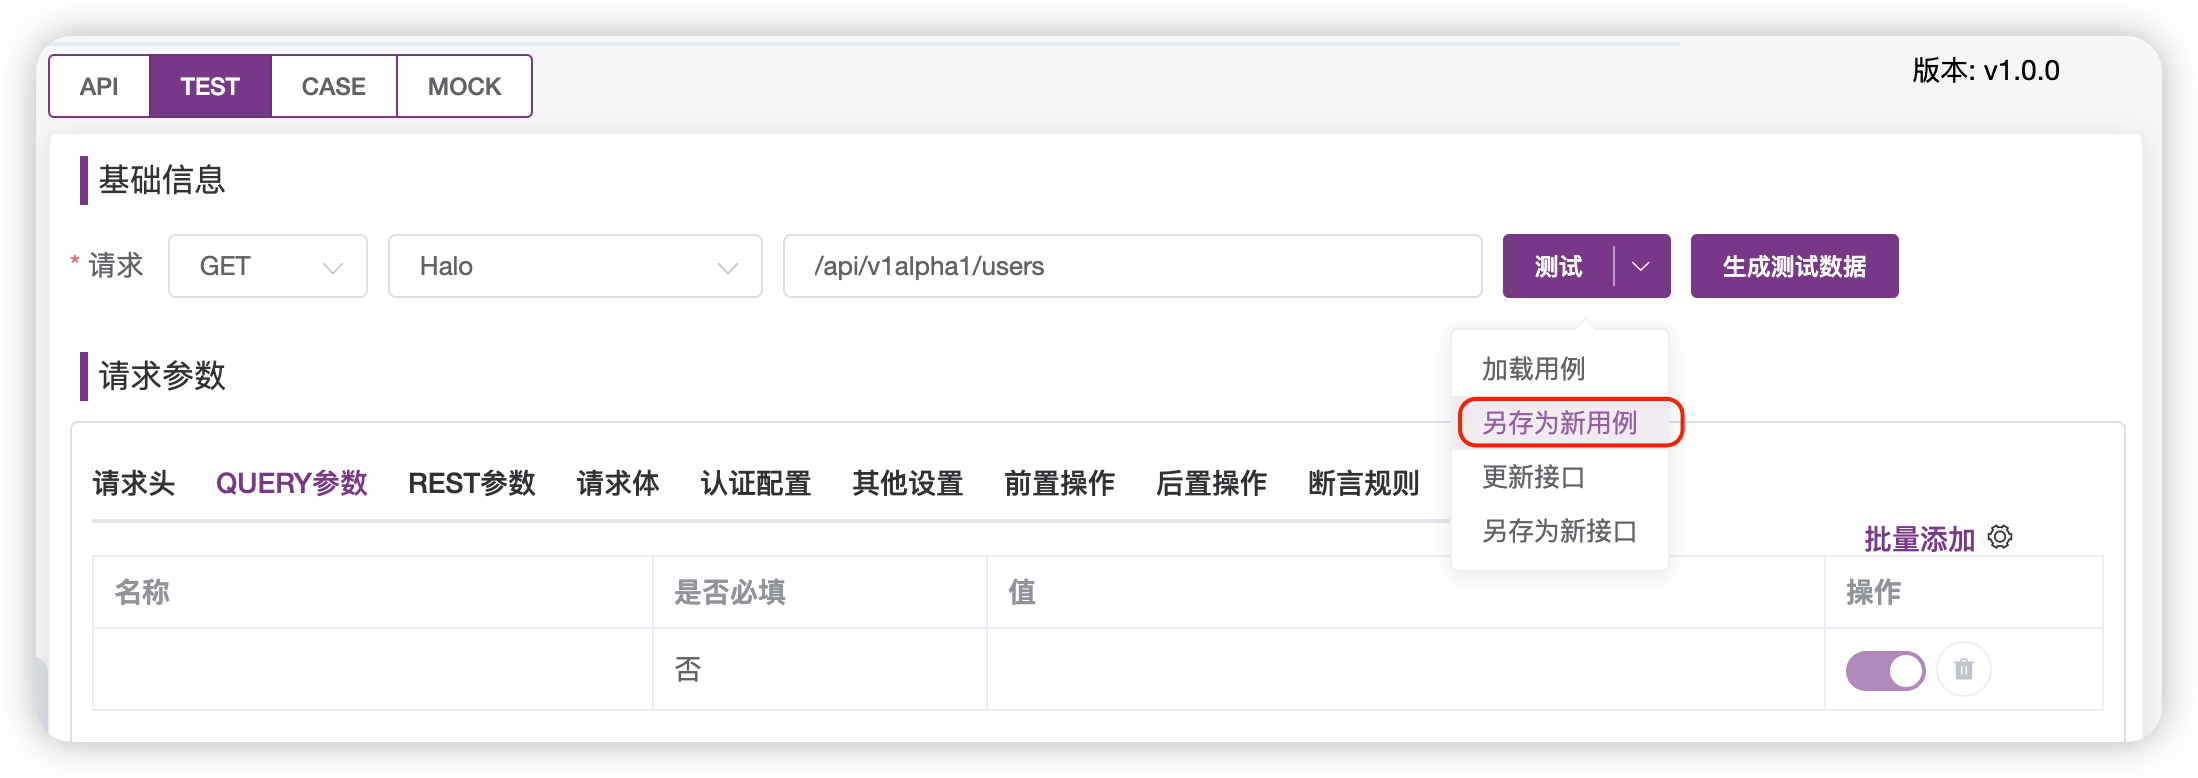 API TEST CASE MOCK 版本: v1.0.0
基础信息
* 请求 GET Halo /api/v1alpha1/users 测试 生成测试数据
加载用例
请求参数
另存为新用例
请求头 QUERY参数 REST参数 请求体 认证配置 其他设置 前置操作 后置操作 断言规则 更新接口
另存为新接口
批量添加
名称 是否必填 值 操作
否